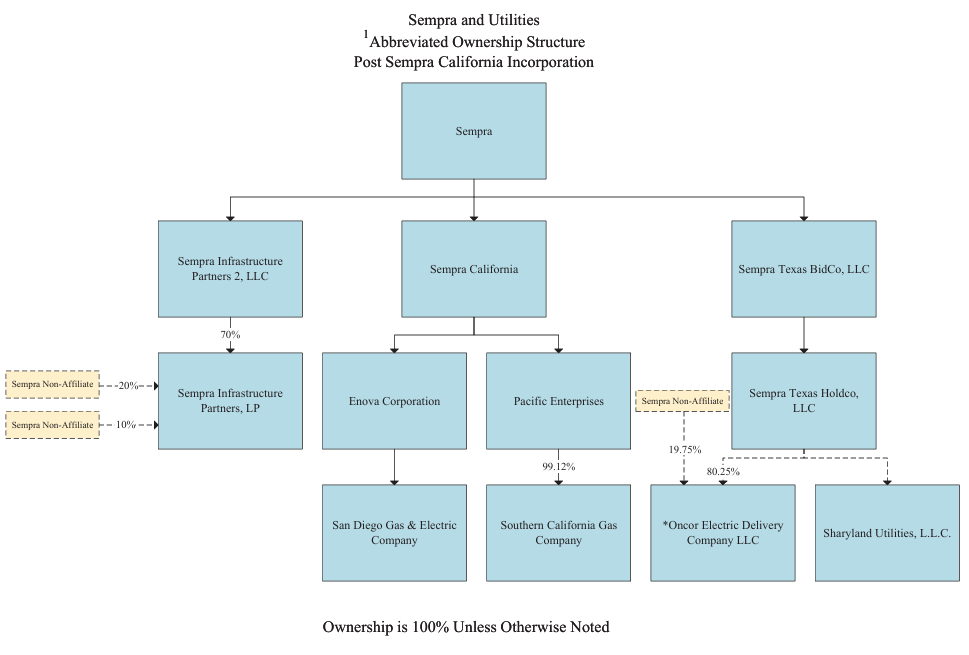 Sempra and Utilities
¹Abbreviated Ownership Structure
Post Sempra California Incorporation
Sempra
Sempra Infrastructure
Partners 2, LLC
Sempra California
Sempra Texas BidCo, LLC
70%
Sempra Non-Affiliate
20%
Sempra Non-Affiliate
10%
Sempra Infrastructure
Partners, LP
Enova Corporation
Pacific Enterprises
Sempra Non-Affiliate
Sempra Texas Holdco,
LLC
99.12%
19.75%
80.25%
San Diego Gas & Electric
Company
Southern California Gas
Company
*Oncor Electric Delivery
Company LLC
Sharyland Utilities, L.L.C.
Ownership is 100% Unless Otherwise Noted